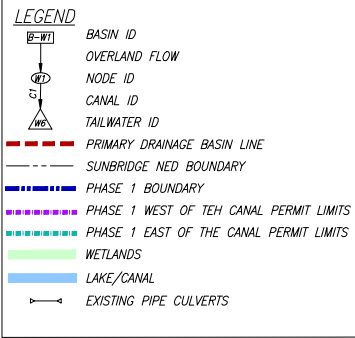 LEGEND
B-W1 BASIN ID
OVERLAND FLOW
W1 NODE ID
C1 CANAL ID
W6 TAILWATER ID
PRIMARY DRAINAGE BASIN LINE
SUNBRIDGE NED BOUNDARY
PHASE 1 BOUNDARY
PHASE 1 WEST OF TEH CANAL PERMIT LIMITS
PHASE 1 EAST OF THE CANAL PERMIT LIMITS
WETLANDS
LAKE/CANAL
EXISTING PIPE CULVERTS